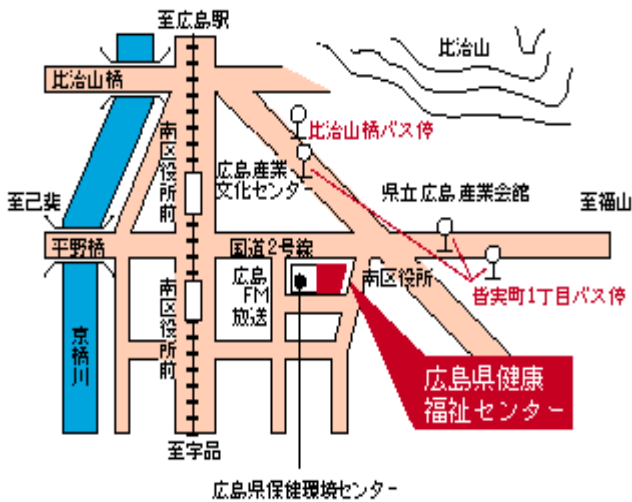 至広島駅
比治山
比治山橋
比治山橋バス停
南区役所前
広島産業
文化センター
県立広島産業会館
至己斐
至福山
平野橋
国道2号線
広島
FM
放送
南区役所
皆実町1丁目バス停
南区役所前
京橋川
広島県健康
福祉センター
至宇品
広島県保健環境センター